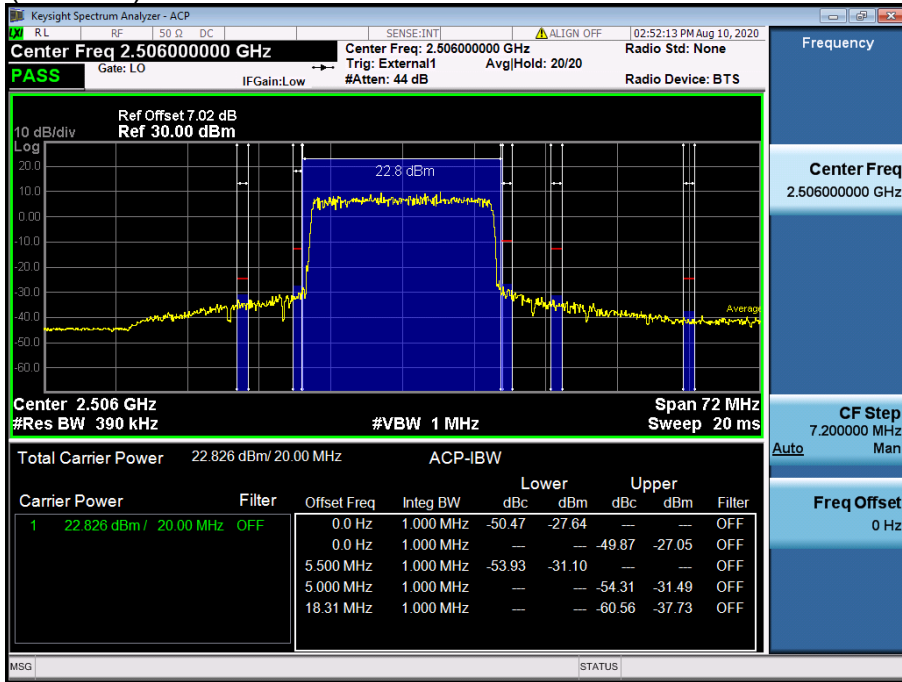 Keysight Spectrum Analyzer - ACP
LXI RL RF 50 Ω DC SENSE:INT ALIGN OFF 02:52:13 PM Aug 10, 2020
Center Freq 2.506000000 GHz Center Freq: 2.506000000 GHz Radio Std: None
Trig: External1 Avg|Hold: 20/20
PASS Gate: LO IFGain:Low #Atten: 44 dB Radio Device: BTS
Ref Offset 7.02 dB
10 dB/div Ref 30.00 dBm
Log
20.0
22.8 dBm
10.0
0.00
-10.0
-20.0
-30.0
-40.0
Average
-50.0
-60.0
Center 2.506 GHz Span 72 MHz
#Res BW 390 kHz #VBW 1 MHz Sweep 20 ms
Total Carrier Power 22.826 dBm/ 20.00 MHz ACP-IBW
Lower Upper
Carrier Power Filter Offset Freq Integ BW dBc dBm dBc dBm Filter
1 22.826 dBm / 20.00 MHz OFF 0.0 Hz 1.000 MHz -50.47 -27.64 --- --- OFF
0.0 Hz 1.000 MHz --- --- -49.87 -27.05 OFF
5.500 MHz 1.000 MHz -53.93 -31.10 --- --- OFF
5.000 MHz 1.000 MHz --- --- -54.31 -31.49 OFF
18.31 MHz 1.000 MHz --- --- -60.56 -37.73 OFF
MSG STATUS
Frequency
Center Freq
2.506000000 GHz
CF Step
7.200000 MHz
Auto Man
Freq Offset
0 Hz